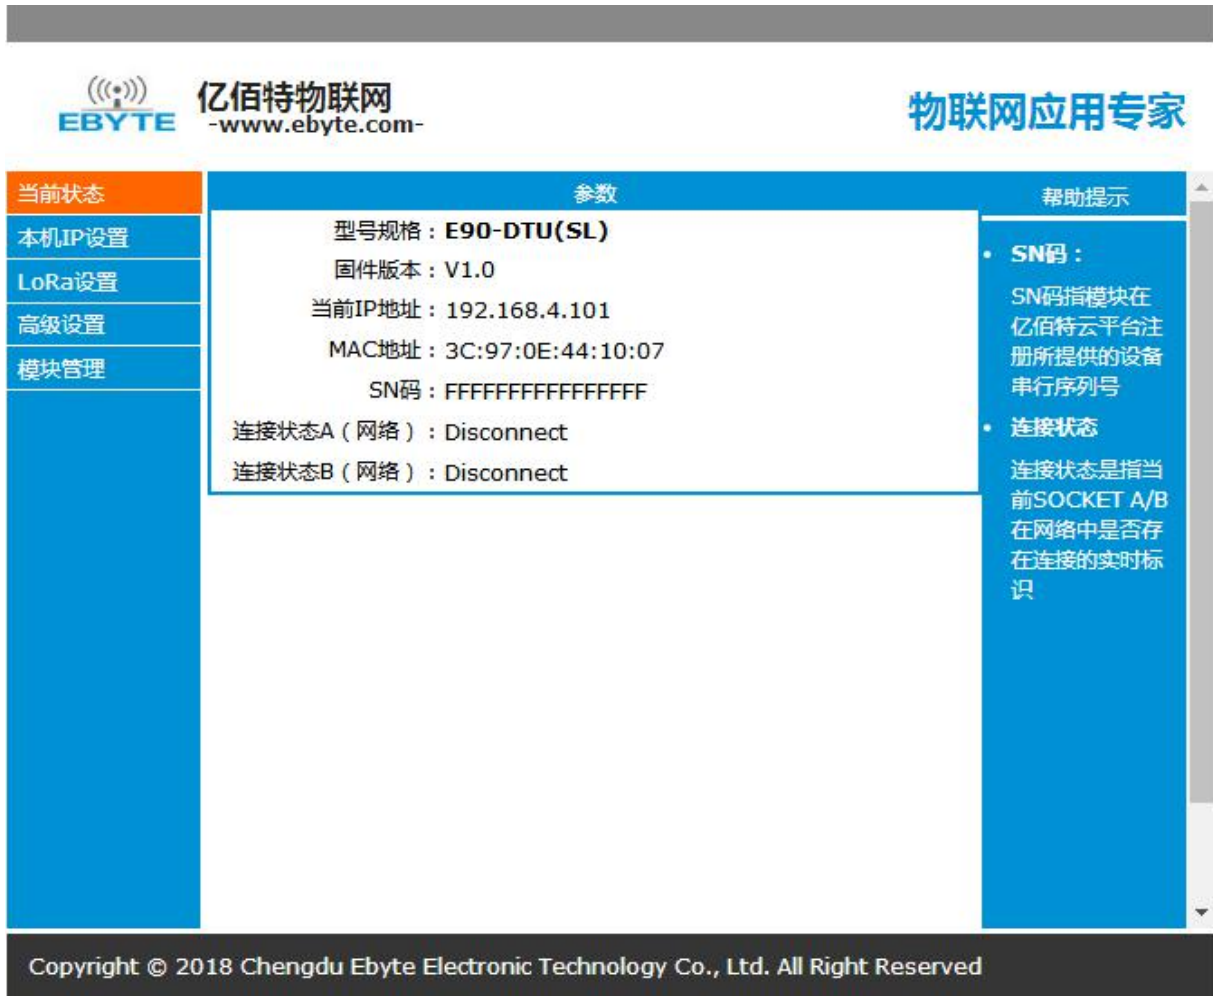 EBYTE
亿佰特物联网
-www.ebyte.com-
物联网应用专家
当前状态
本机IP设置
LoRa设置
高级设置
模块管理
参数
型号规格：E90-DTU(SL)
固件版本：V1.0
当前IP地址：192.168.4.101
MAC地址：3C:97:0E:44:10:07
SN码：FFFFFFFFFFFFFFFF
连接状态A（网络）：Disconnect
连接状态B（网络）：Disconnect
帮助提示
• SN码：
SN码指模块在
亿佰特云平台注
册所提供的设备
串行序列号
• 连接状态
连接状态是指当
前SOCKET A/B
在网络中是否存
在连接的实时标
识
Copyright © 2018 Chengdu Ebyte Electronic Technology Co., Ltd. All Right Reserved